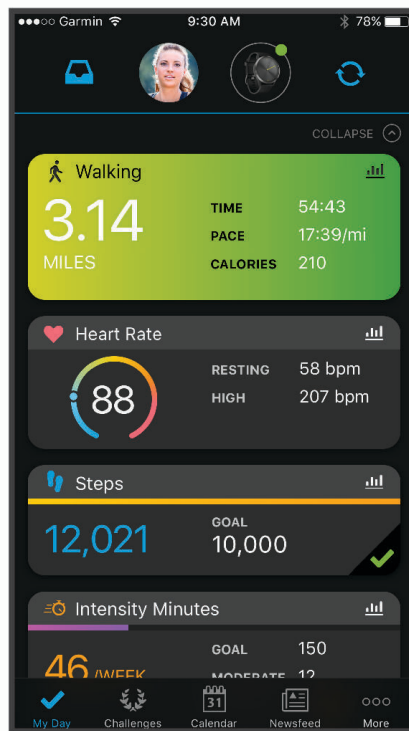 Garmin 9:30 AM 78%
COLLAPSE
Walking
3.14
MILES
TIME 54:43
PACE 17:39/mi
CALORIES 210
Heart Rate
88
RESTING 58 bpm
HIGH 207 bpm
Steps
12,021
GOAL
10,000
Intensity Minutes
46 /WEEK
GOAL 150
MODERATE 12
31
My Day Challenges Calendar Newsfeed More